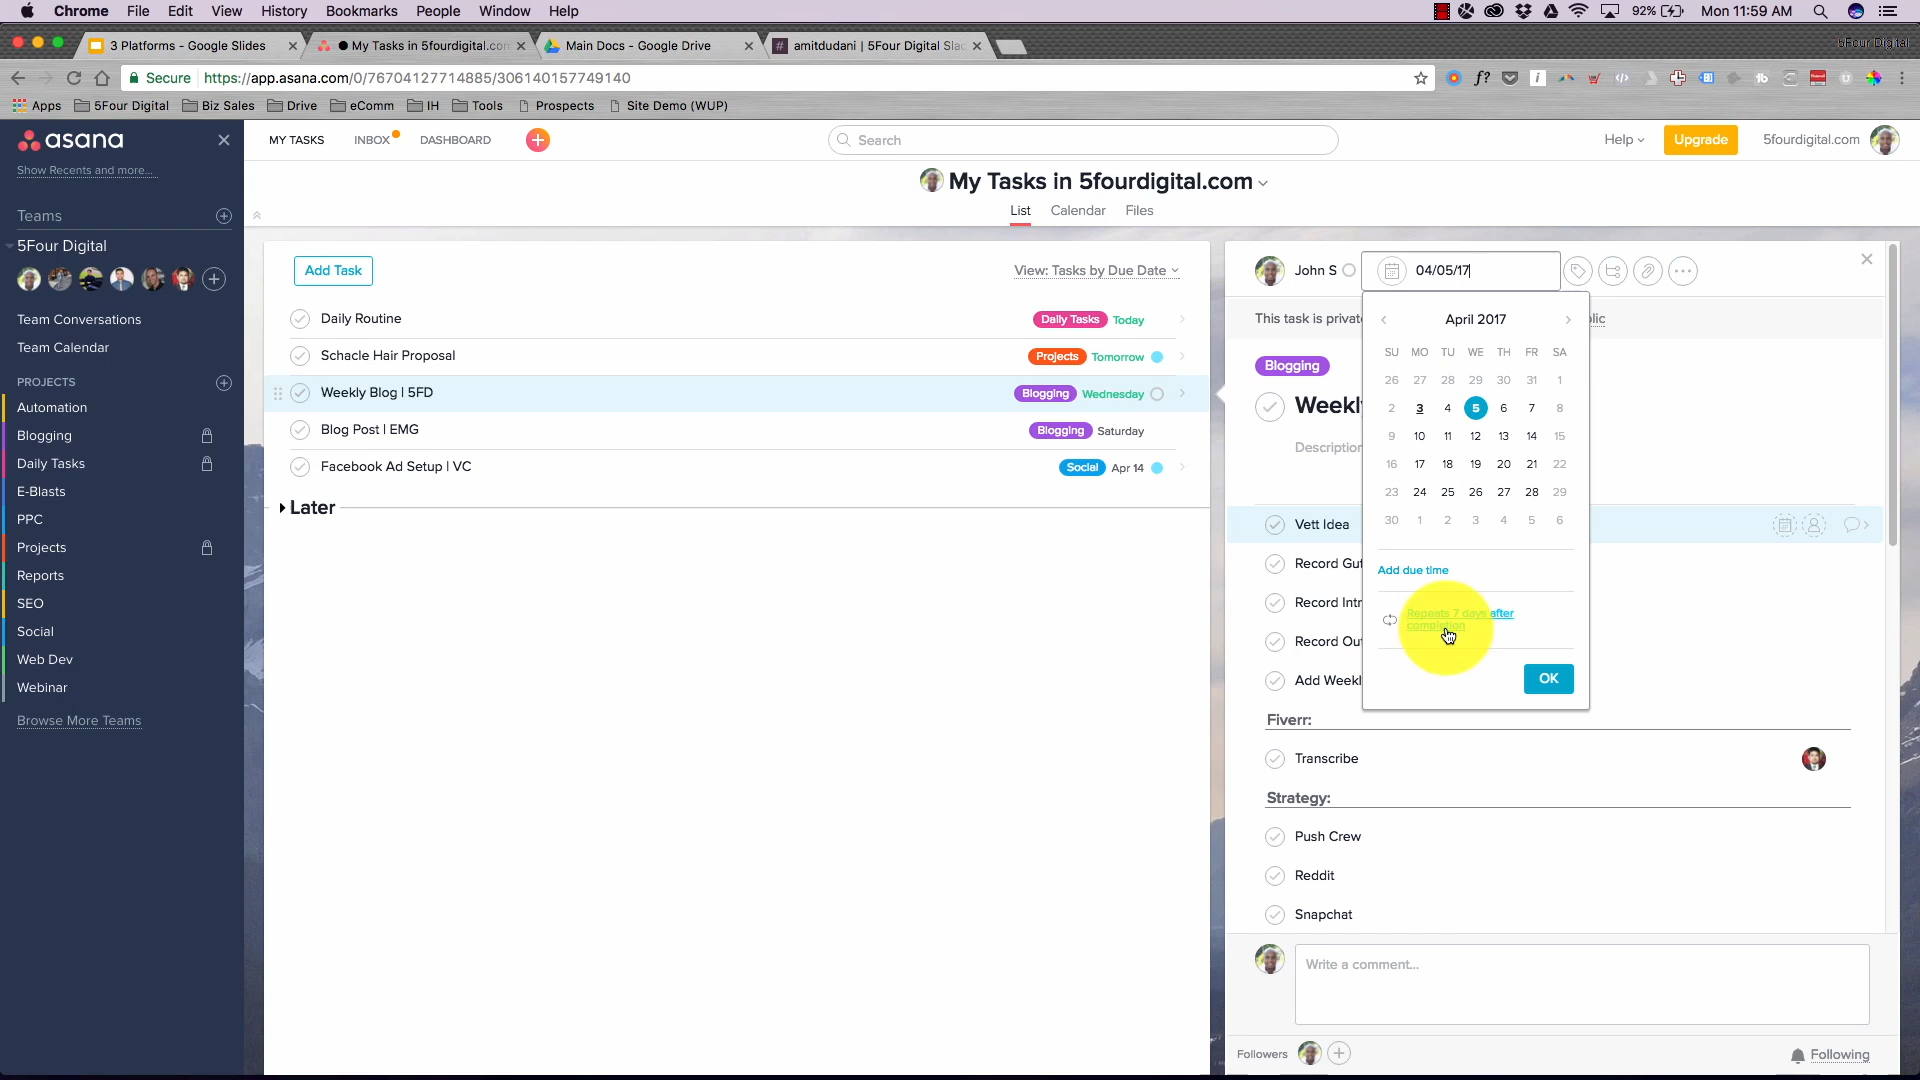 Chrome File Edit View History Bookmarks People Window Help 92% Mon 11:59 AM
3 Platforms - Google Slides My Tasks in 5fourdigital.com Main Docs - Google Drive # amitdudani | 5Four Digital Slac 5Four Digital
Secure https://app.asana.com/0/76704127714885/306140157749140
Apps 5Four Digital Biz Sales Drive eComm IH Tools Prospects Site Demo (WUP)
asana
Show Recents and more...
Teams
5Four Digital
Team Conversations
Team Calendar
PROJECTS
Automation
Blogging
Daily Tasks
E-Blasts
PPC
Projects
Reports
SEO
Social
Web Dev
Webinar
Browse More Teams
MY TASKS INBOX DASHBOARD Search Help Upgrade 5fourdigital.com
My Tasks in 5fourdigital.com
List Calendar Files
Add Task View: Tasks by Due Date
Daily Routine Daily Tasks Today
Schacle Hair Proposal Projects Tomorrow
Weekly Blog | 5FD Blogging Wednesday
Blog Post | EMG Blogging Saturday
Facebook Ad Setup | VC Social Apr 14
Later
John S 04/05/17
This task is private
blic
Blogging
Weekl
Description
April 2017
SU MO TU WE TH FR SA
26 27 28 29 30 31 1
2 3 4 5 6 7 8
9 10 11 12 13 14 15
16 17 18 19 20 21 22
23 24 25 26 27 28 29
30 1 2 3 4 5 6
Add due time
Repeats 7 days after
completion
OK
Vett Idea
Record Gut
Record Intr
Record Out
Add Weekl
Fiverr:
Transcribe
Strategy:
Push Crew
Reddit
Snapchat
Write a comment...
Followers Following